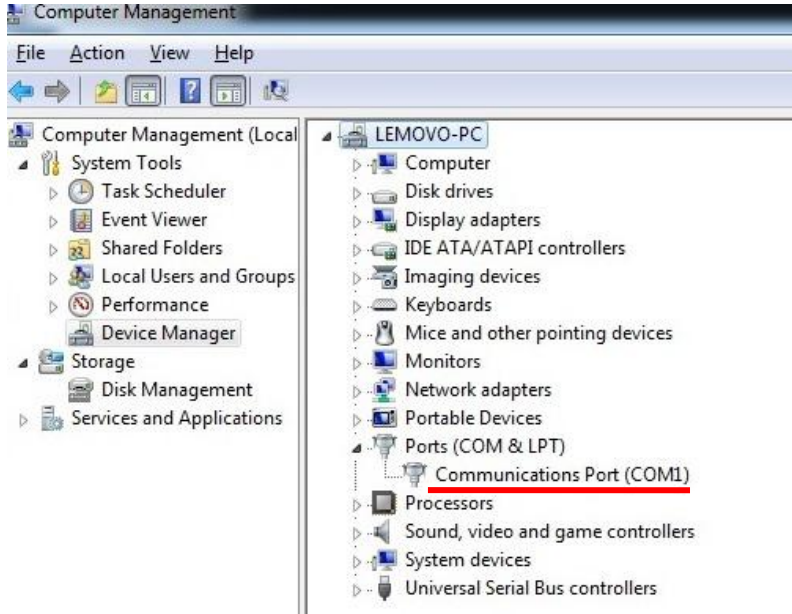 Computer Management
File Action View Help
Computer Management (Local
System Tools
Task Scheduler
Event Viewer
Shared Folders
Local Users and Groups
Performance
Device Manager
Storage
Disk Management
Services and Applications
LEMOVO-PC
Computer
Disk drives
Display adapters
IDE ATA/ATAPI controllers
Imaging devices
Keyboards
Mice and other pointing devices
Monitors
Network adapters
Portable Devices
Ports (COM & LPT)
Communications Port (COM1)
Processors
Sound, video and game controllers
System devices
Universal Serial Bus controllers